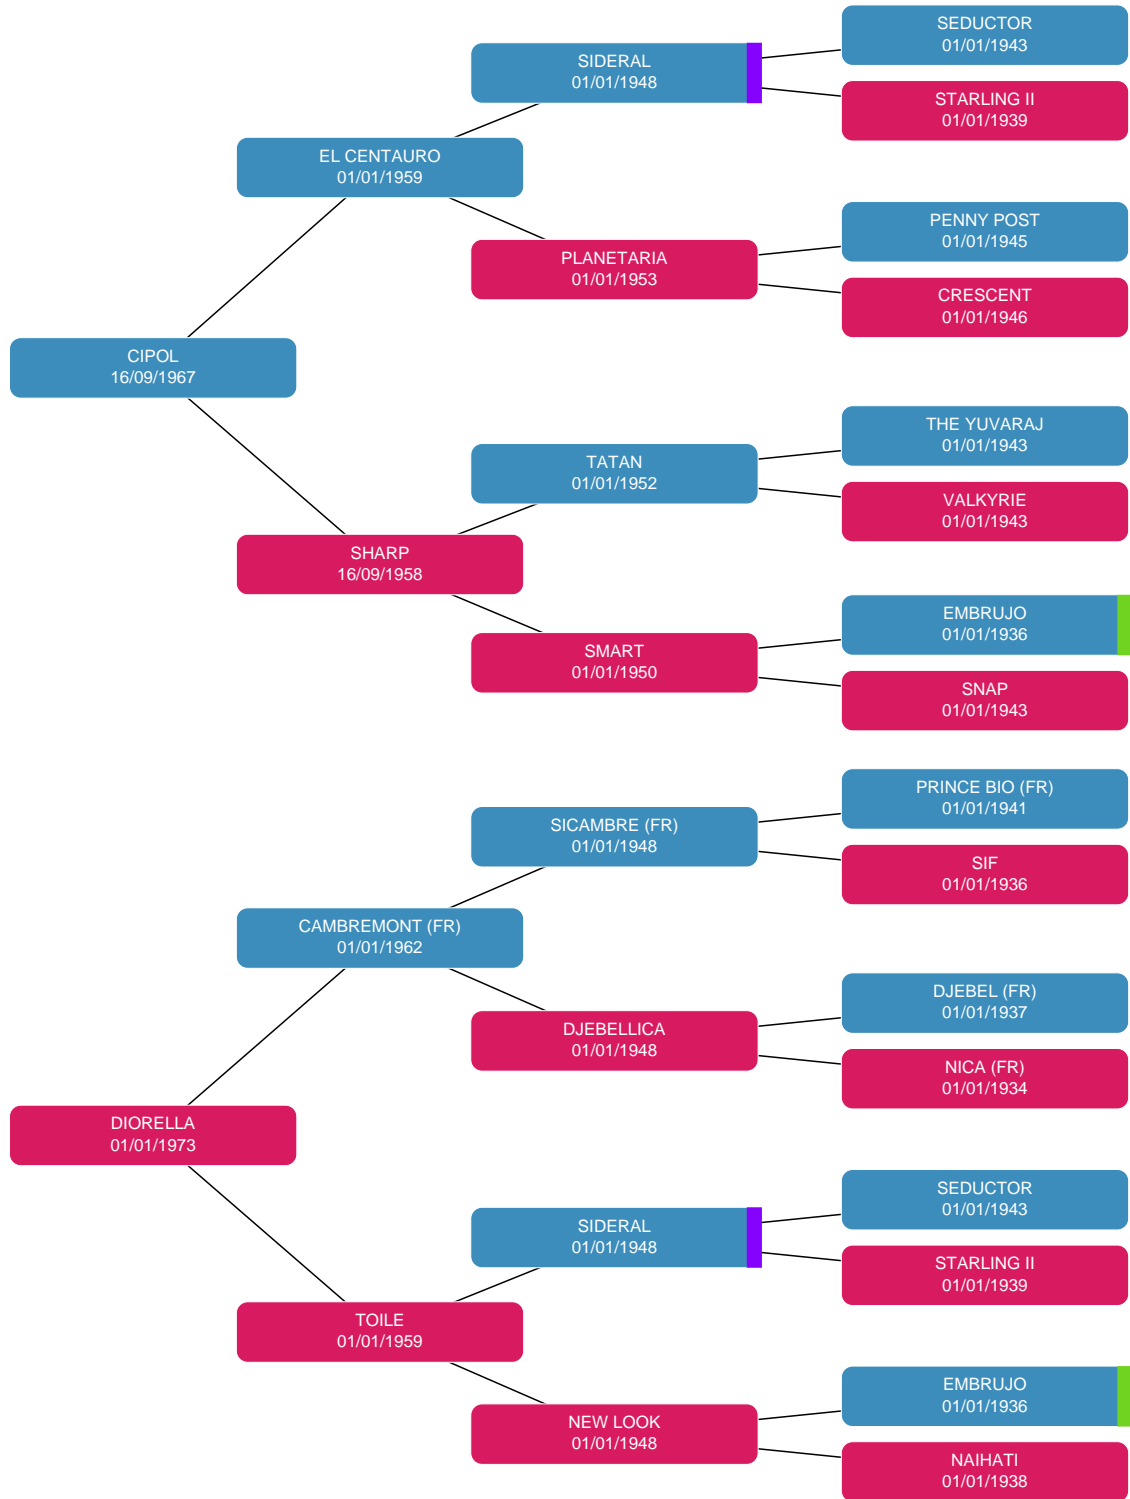 SEDUCTOR
01/01/1943
SIDERAL
01/01/1948
STARLING II
01/01/1939
EL CENTAURO
01/01/1959
PENNY POST
01/01/1945
PLANETARIA
01/01/1953
CRESCENT
01/01/1946
CIPOL
16/09/1967
THE YUVARAJ
01/01/1943
TATAN
01/01/1952
VALKYRIE
01/01/1943
SHARP
16/09/1958
EMBRUJO
01/01/1936
SMART
01/01/1950
SNAP
01/01/1943
PRINCE BIO (FR)
01/01/1941
SICAMBRE (FR)
01/01/1948
SIF
01/01/1936
CAMBREMONT (FR)
01/01/1962
DJEBEL (FR)
01/01/1937
DJEBELLICA
01/01/1948
NICA (FR)
01/01/1934
DIORELLA
01/01/1973
SEDUCTOR
01/01/1943
SIDERAL
01/01/1948
STARLING II
01/01/1939
TOILE
01/01/1959
EMBRUJO
01/01/1936
NEW LOOK
01/01/1948
NAIHATI
01/01/1938